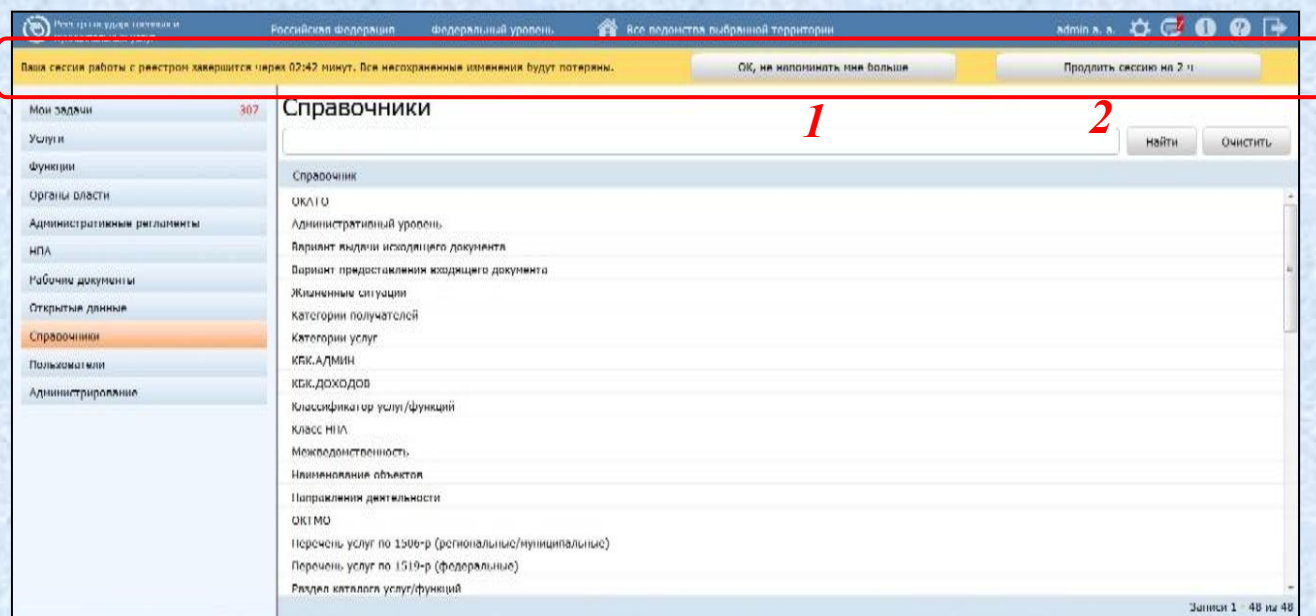 Реестр государственных и
муниципальных услуг
Российская Федерация Федеральный уровень Все ведомства выбранной территории admin a. a.
Ваша сессия работы с реестром завершится через 02:42 минут. Все несохраненные изменения будут потеряны. ОК, не напоминать мне больше Продлить сессию на 2 ч
1 2
Мои задачи 307
Услуги
Функции
Органы власти
Административные регламенты
НПА
Рабочие документы
Открытые данные
Справочники
Пользователи
Администрирование
Справочники
Найти Очистить
Справочник
ОКАТО
Административный уровень
Вариант выдачи исходящего документа
Вариант предоставления входящего документа
Жизненные ситуации
Категории получателей
Категории услуг
КБК.АДМИН
КБК.ДОХОДОВ
Классификатор услуг/функций
Класс НПА
Межведомственность
Наименование объектов
Направления деятельности
ОКТМО
Перечень услуг по 1506-р (региональные/муниципальные)
Перечень услуг по 1519-р (федеральные)
Раздел каталога услуг/функций
Записи 1 - 48 из 48